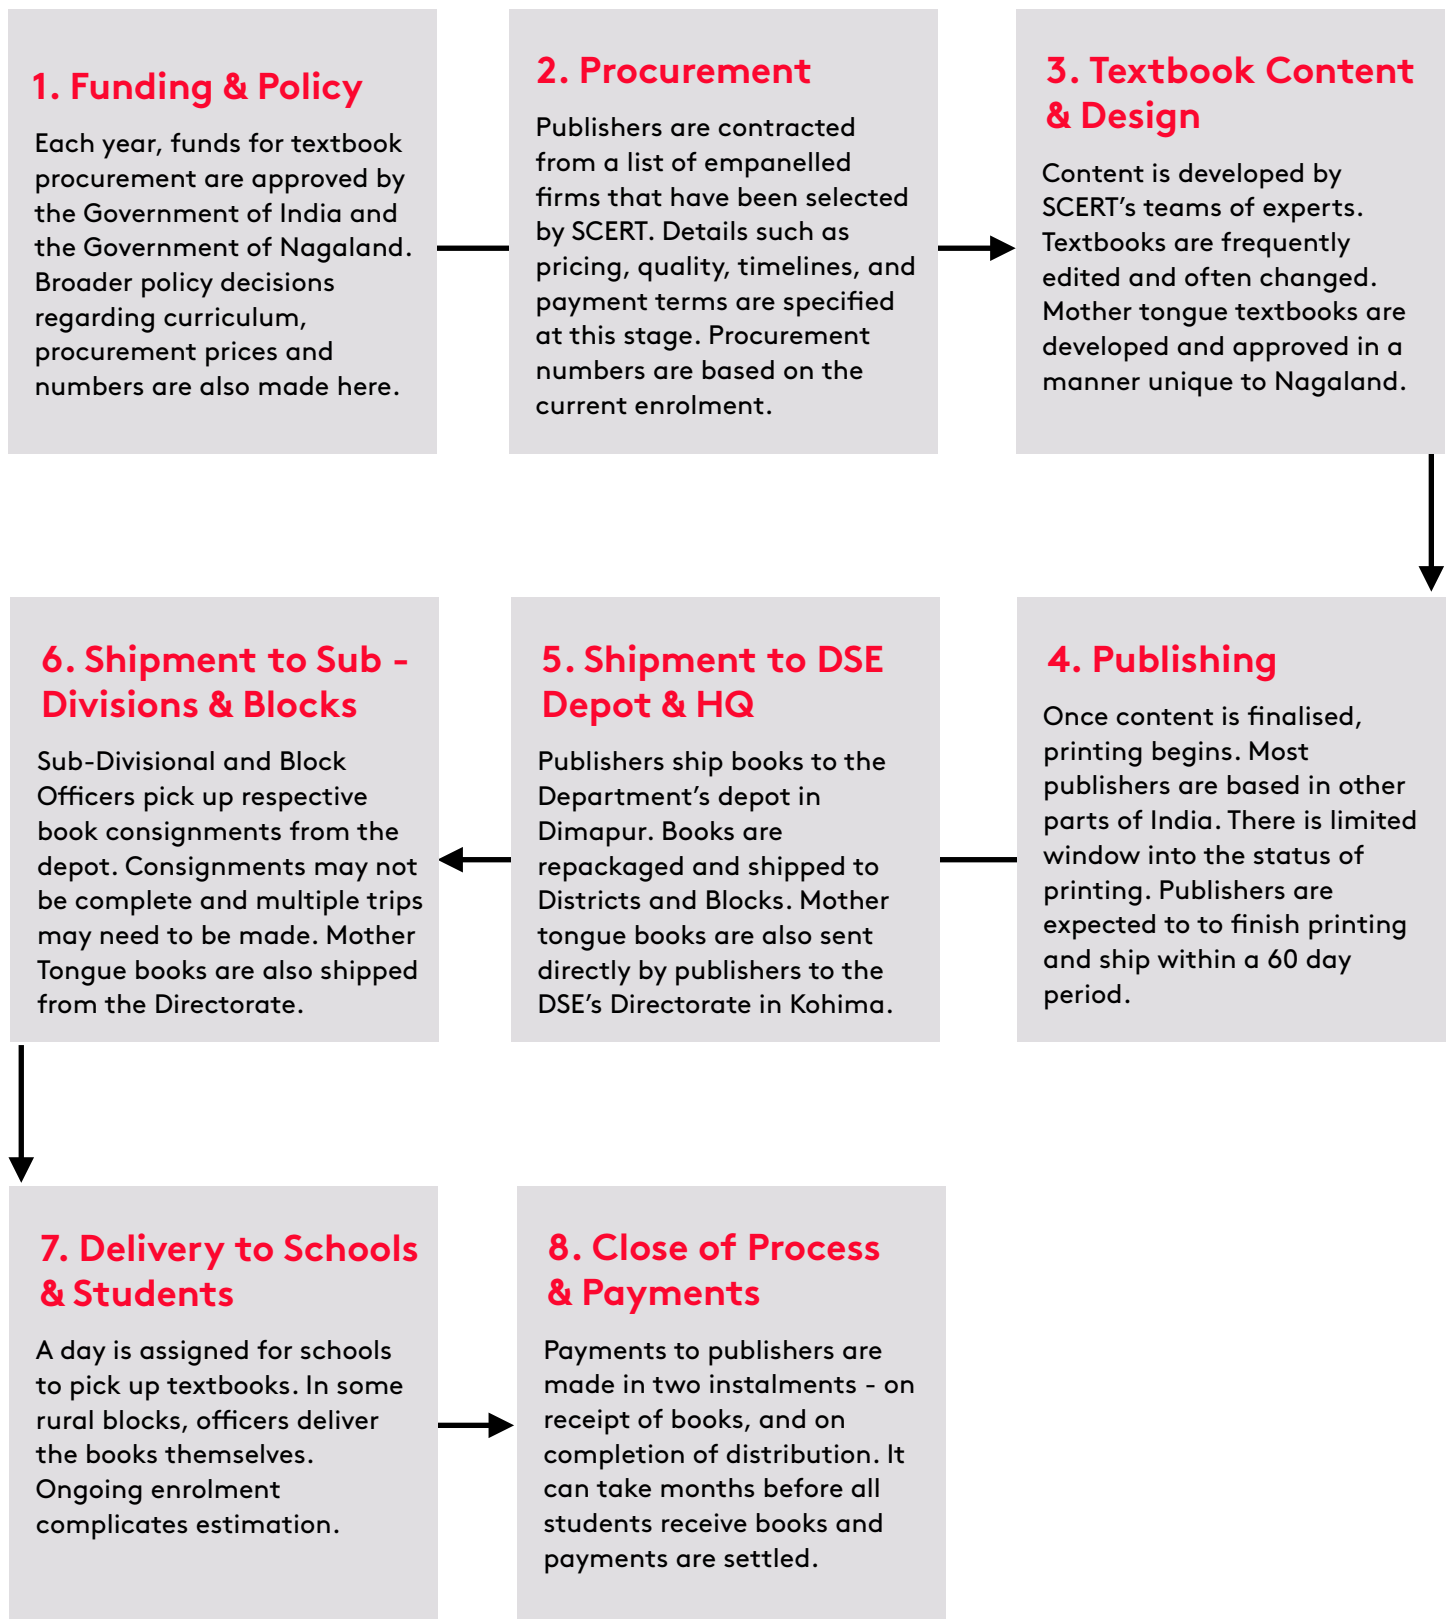 1. Funding & Policy
Each year, funds for textbook
procurement are approved by
the Government of India and
the Government of Nagaland.
Broader policy decisions
regarding curriculum,
procurement prices and
numbers are also made here.
2. Procurement
Publishers are contracted
from a list of empanelled
firms that have been selected
by SCERT. Details such as
pricing, quality, timelines, and
payment terms are specified
at this stage. Procurement
numbers are based on the
current enrolment.
3. Textbook Content
& Design
Content is developed by
SCERT’s teams of experts.
Textbooks are frequently
edited and often changed.
Mother tongue textbooks are
developed and approved in a
manner unique to Nagaland.
4. Publishing
Once content is finalised,
printing begins. Most
publishers are based in other
parts of India. There is limited
window into the status of
printing. Publishers are
expected to to finish printing
and ship within a 60 day
period.
5. Shipment to DSE
Depot & HQ
Publishers ship books to the
Department’s depot in
Dimapur. Books are
repackaged and shipped to
Districts and Blocks. Mother
tongue books are also sent
directly by publishers to the
DSE’s Directorate in Kohima.
6. Shipment to Sub -
Divisions & Blocks
Sub-Divisional and Block
Officers pick up respective
book consignments from the
depot. Consignments may not
be complete and multiple trips
may need to be made. Mother
Tongue books are also shipped
from the Directorate.
7. Delivery to Schools
& Students
A day is assigned for schools
to pick up textbooks. In some
rural blocks, officers deliver
the books themselves.
Ongoing enrolment
complicates estimation.
8. Close of Process
& Payments
Payments to publishers are
made in two instalments - on
receipt of books, and on
completion of distribution. It
can take months before all
students receive books and
payments are settled.